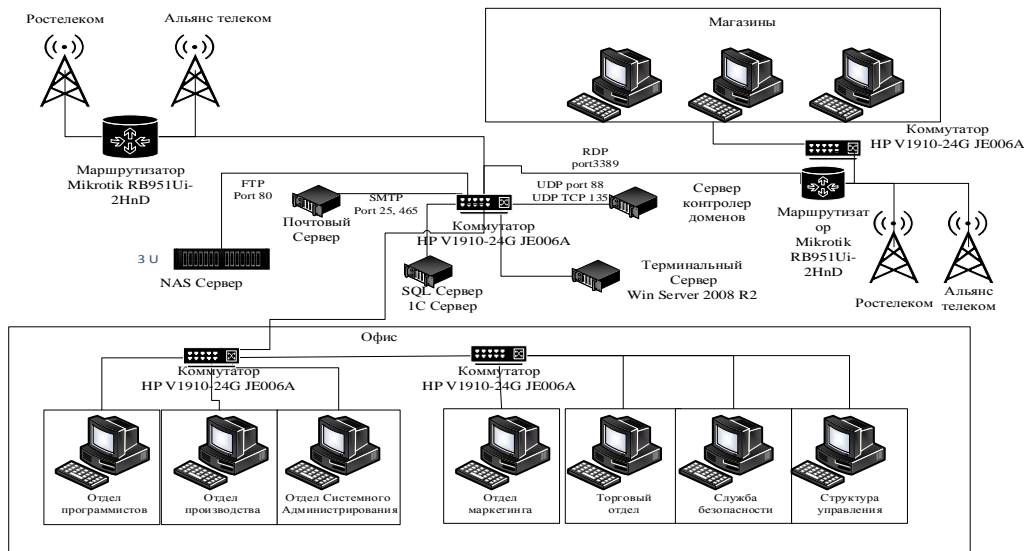 Ростелеком
Альянс телеком
Маршрутизатор
Mikrotik RB951Ui-
2HnD
Магазины
Коммутатор
HP V1910-24G JE006A
RDP
port3389
FTP
Port 80
SMTP
Port 25, 465
UDP port 88
UDP TCP 135
Почтовый
Сервер
Коммутатор
HP V1910-24G JE006A
Сервер
контролер
доменов
Маршрутизат
ор
Mikrotik
RB951Ui-
2HnD
3 U
NAS Сервер
SQL Сервер
1С Сервер
Терминальный
Сервер
Win Server 2008 R2
Ростелеком
Альянс
телеком
Офис
Коммутатор
HP V1910-24G JE006A
Коммутатор
HP V1910-24G JE006A
Отдел
программистов
Отдел
производства
Отдел Системного
Администрирования
Отдел
маркетинга
Торговый
отдел
Служба
безопасности
Структура
управления